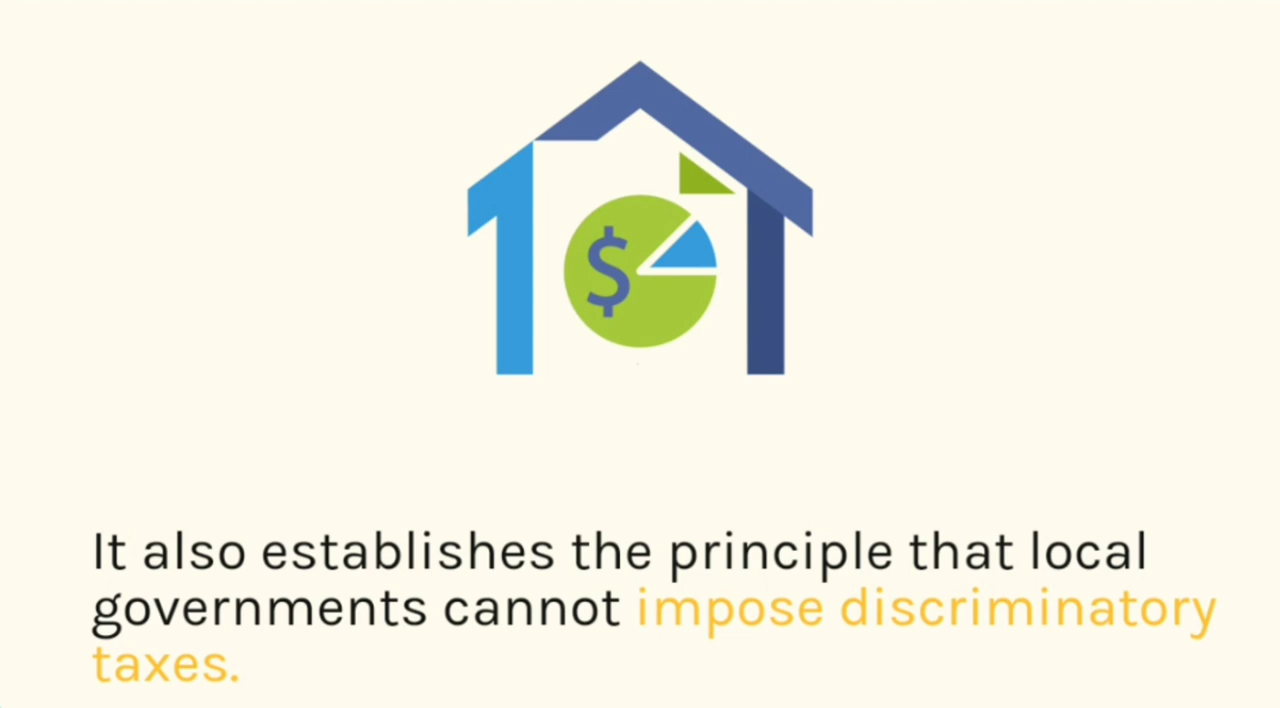 $
It also establishes the principle that local
governments cannot impose discriminatory
taxes.